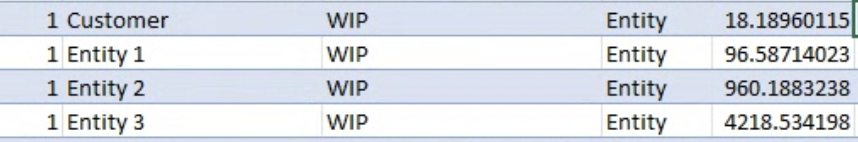 1 Customer WIP Entity 18.18960115
1 Entity 1 WIP Entity 96.58714023
1 Entity 2 WIP Entity 960.1883238
1 Entity 3 WIP Entity 4218.534198